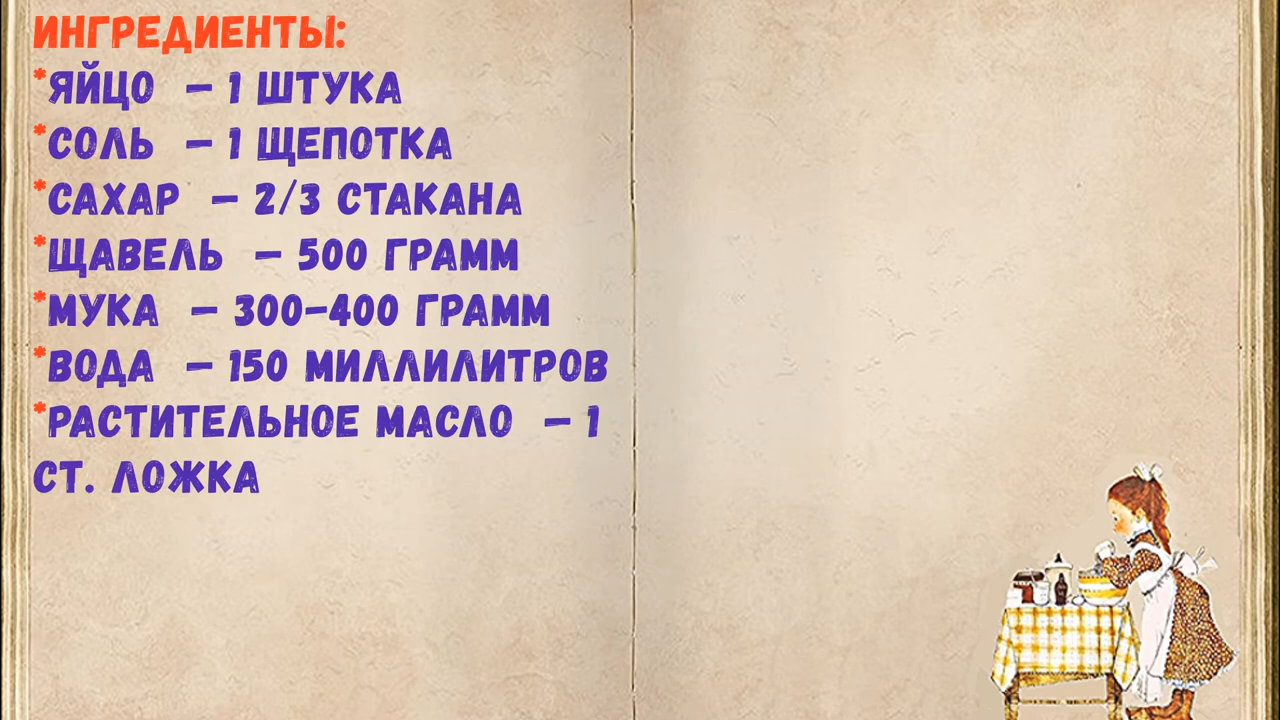 ИНГРЕДИЕНТЫ:
*ЯЙЦО – 1 ШТУКА
*СОЛЬ – 1 ЩЕПОТКА
*САХАР – 2/3 СТАКАНА
*ЩАВЕЛЬ – 500 ГРАММ
*МУКА – 300-400 ГРАММ
*ВОДА – 150 МИЛЛИЛИТРОВ
*РАСТИТЕЛЬНОЕ МАСЛО – 1
СТ. ЛОЖКА